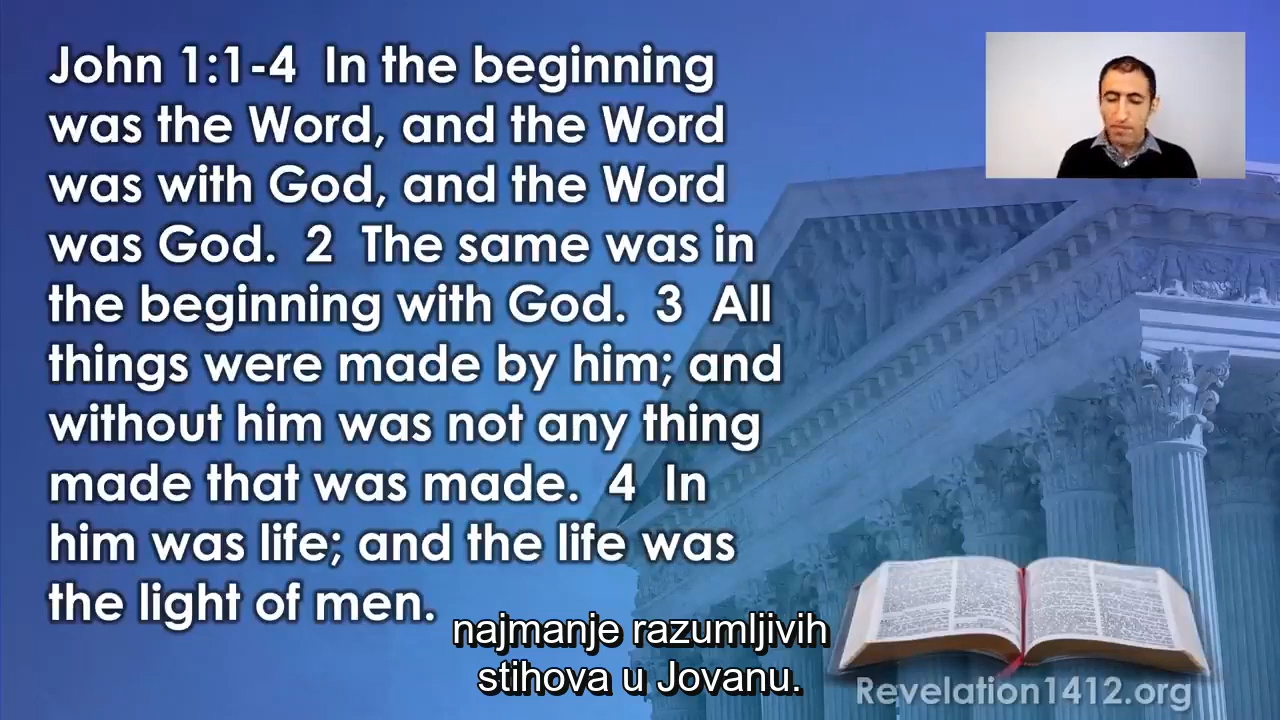 John 1:1-4  In the beginning
was the Word, and the Word
was with God, and the Word
was God.  2  The same was in
the beginning with God.  3  All
things were made by him; and
without him was not any thing
made that was made.  4  In
him was life; and the life was
the light of men.
najmanje razumljivih
stihova u Jovanu.
Revelation1412.org